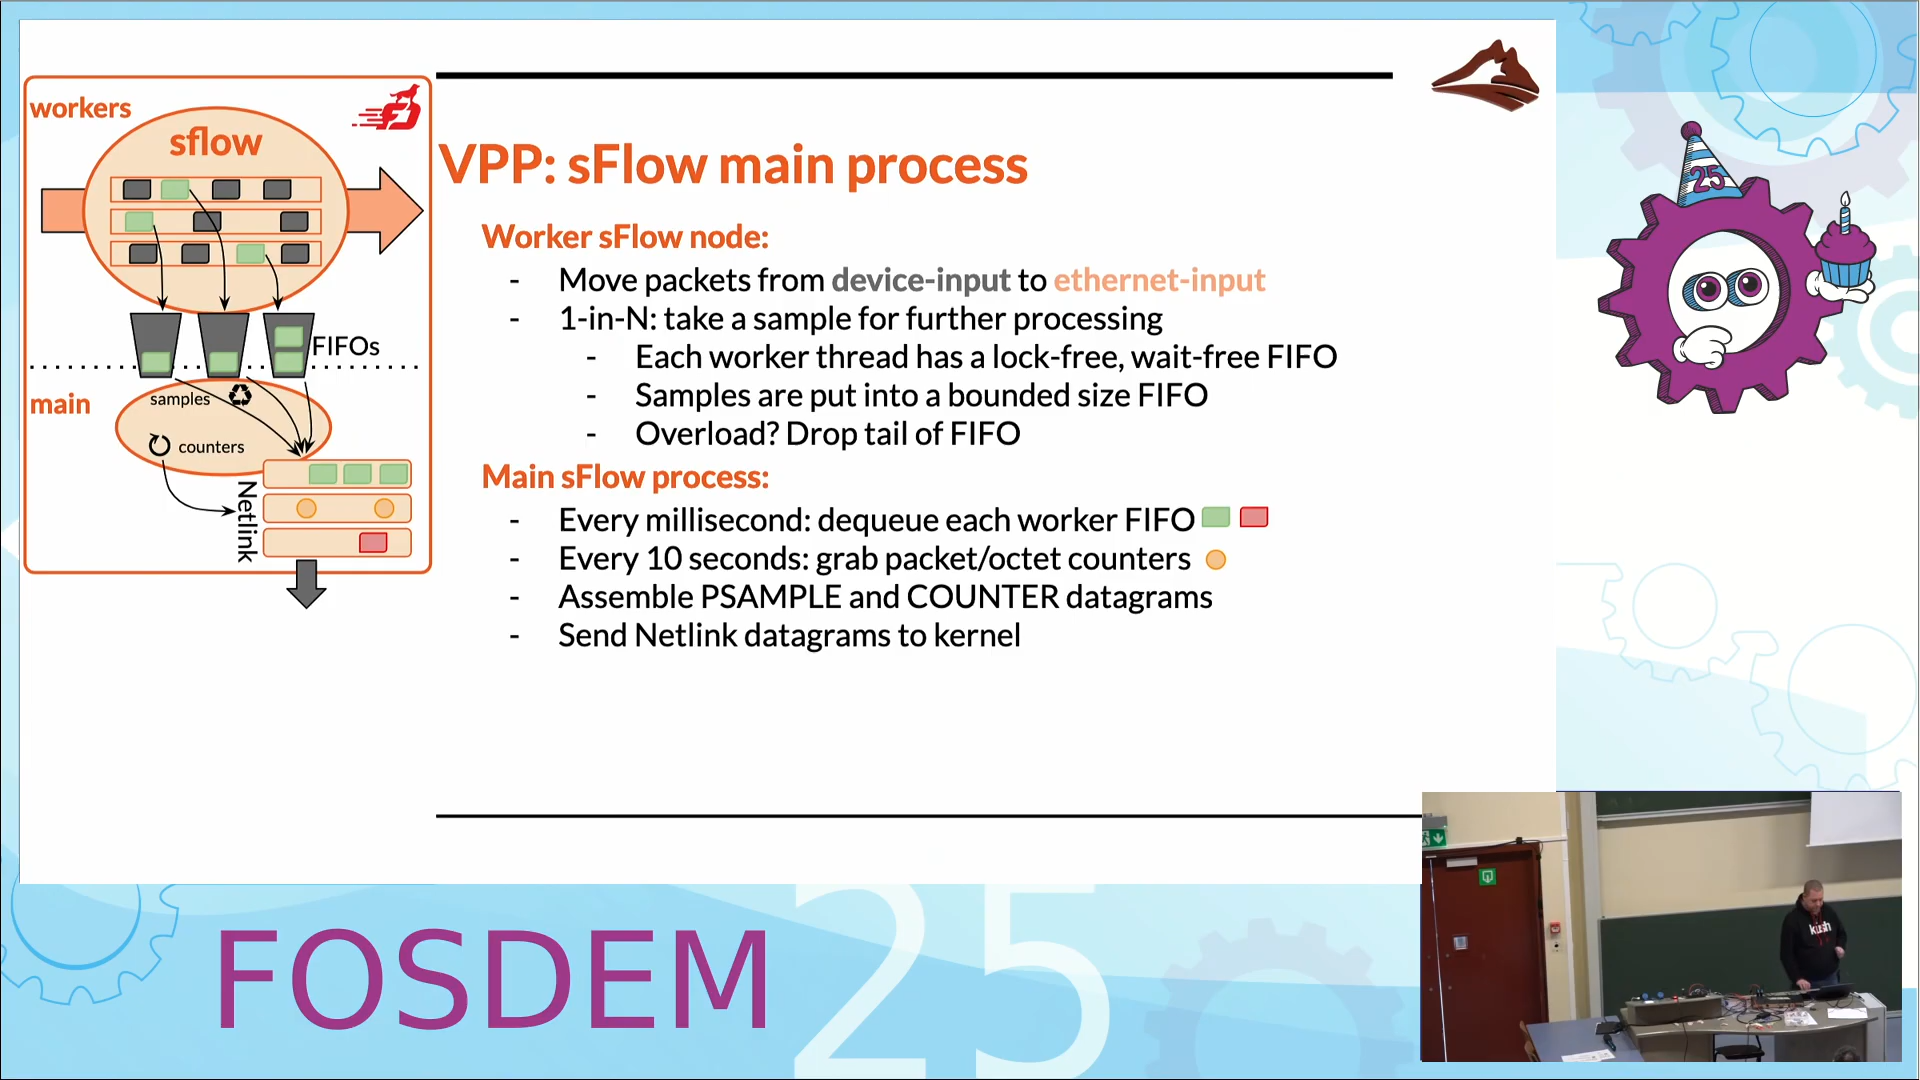 workers
sflow
FIFOs
main
samples
counters
Netlink
VPP: sFlow main process
Worker sFlow node:
- Move packets from device-input to ethernet-input
- 1-in-N: take a sample for further processing
- Each worker thread has a lock-free, wait-free FIFO
- Samples are put into a bounded size FIFO
- Overload? Drop tail of FIFO
Main sFlow process:
- Every millisecond: dequeue each worker FIFO
- Every 10 seconds: grab packet/octet counters
- Assemble PSAMPLE and COUNTER datagrams
- Send Netlink datagrams to kernel
25
FOSDEM 25